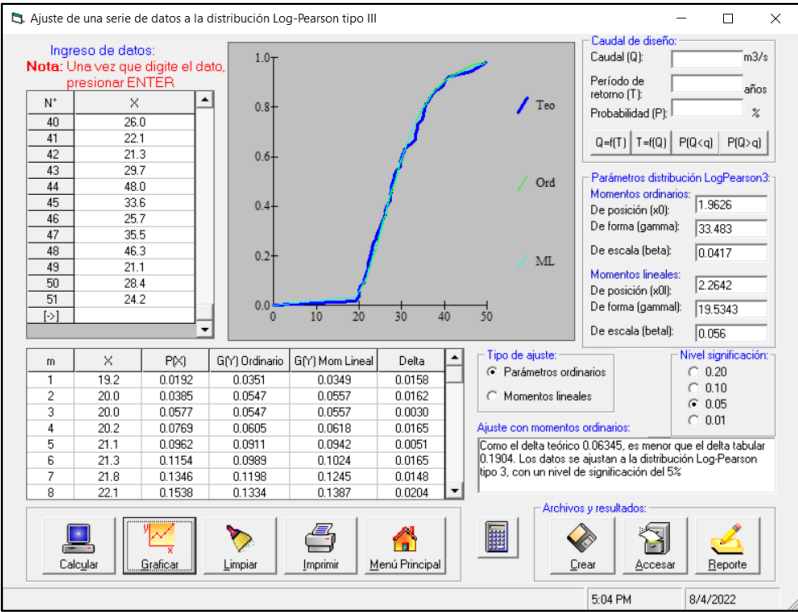 Ajuste de una serie de datos a la distribución Log-Pearson tipo III
Ingreso de datos:
Nota: Una vez que digite el dato,
presionar ENTER
N° X
40 26.0
41 22.1
42 21.3
43 29.7
44 48.0
45 33.6
46 25.7
47 35.5
48 46.3
49 21.1
50 28.4
51 24.2
[->]
1.0
0.8
0.6
0.4
0.2
0.0
0 10 20 30 40 50
Teo
Ord
ML
Caudal de diseño:
Caudal (Q): m3/s
Período de
retorno (T): años
Probabilidad (P): %
Q=f(T) T=f(Q) P(Q<q) P(Q>q)
Parámetros distribución LogPearson3:
Momentos ordinarios:
De posición (x0): 1.9626
De forma (gamma): 33.483
De escala (beta): 0.0417
Momentos lineales:
De posición (x0l): 2.2642
De forma (gammal): 19.5343
De escala (betal): 0.056
m X P(X) G(Y) Ordinario G(Y) Mom Lineal Delta
1 19.2 0.0192 0.0351 0.0349 0.0158
2 20.0 0.0385 0.0547 0.0557 0.0162
3 20.0 0.0577 0.0547 0.0557 0.0030
4 20.2 0.0769 0.0605 0.0618 0.0165
5 21.1 0.0962 0.0911 0.0942 0.0051
6 21.3 0.1154 0.0989 0.1024 0.0165
7 21.8 0.1346 0.1198 0.1245 0.0148
8 22.1 0.1538 0.1334 0.1387 0.0204
Tipo de ajuste:
Parámetros ordinarios
Momentos lineales
Nivel significación:
0.20
0.10
0.05
0.01
Ajuste con momentos ordinarios:
Como el delta teórico 0.06345, es menor que el delta tabular
0.1904. Los datos se ajustan a la distribución Log-Pearson
tipo 3, con un nivel de significación del 5%
Calcular
Graficar
y
x
Limpiar
Imprimir
Menú Principal
Archivos y resultados:
Crear
Accesar
Reporte
5:04 PM 8/4/2022